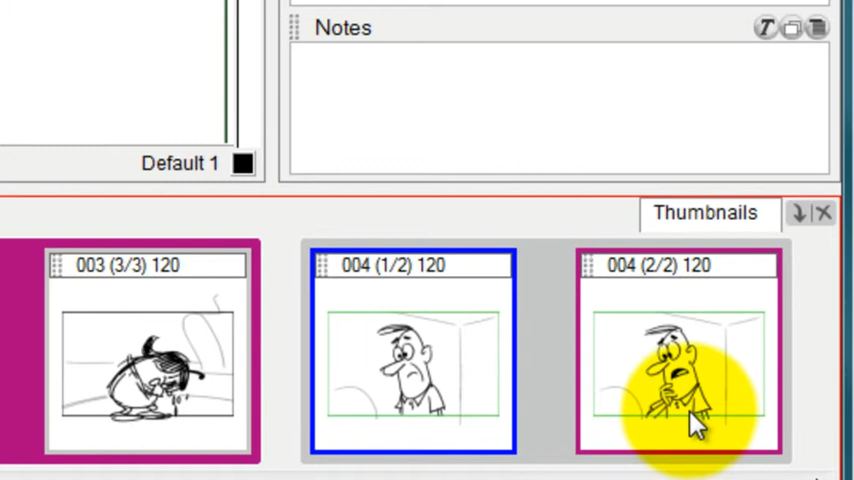 Notes
T
Default 1
Thumbnails
003 (3/3) 120
004 (1/2) 120
004 (2/2) 120